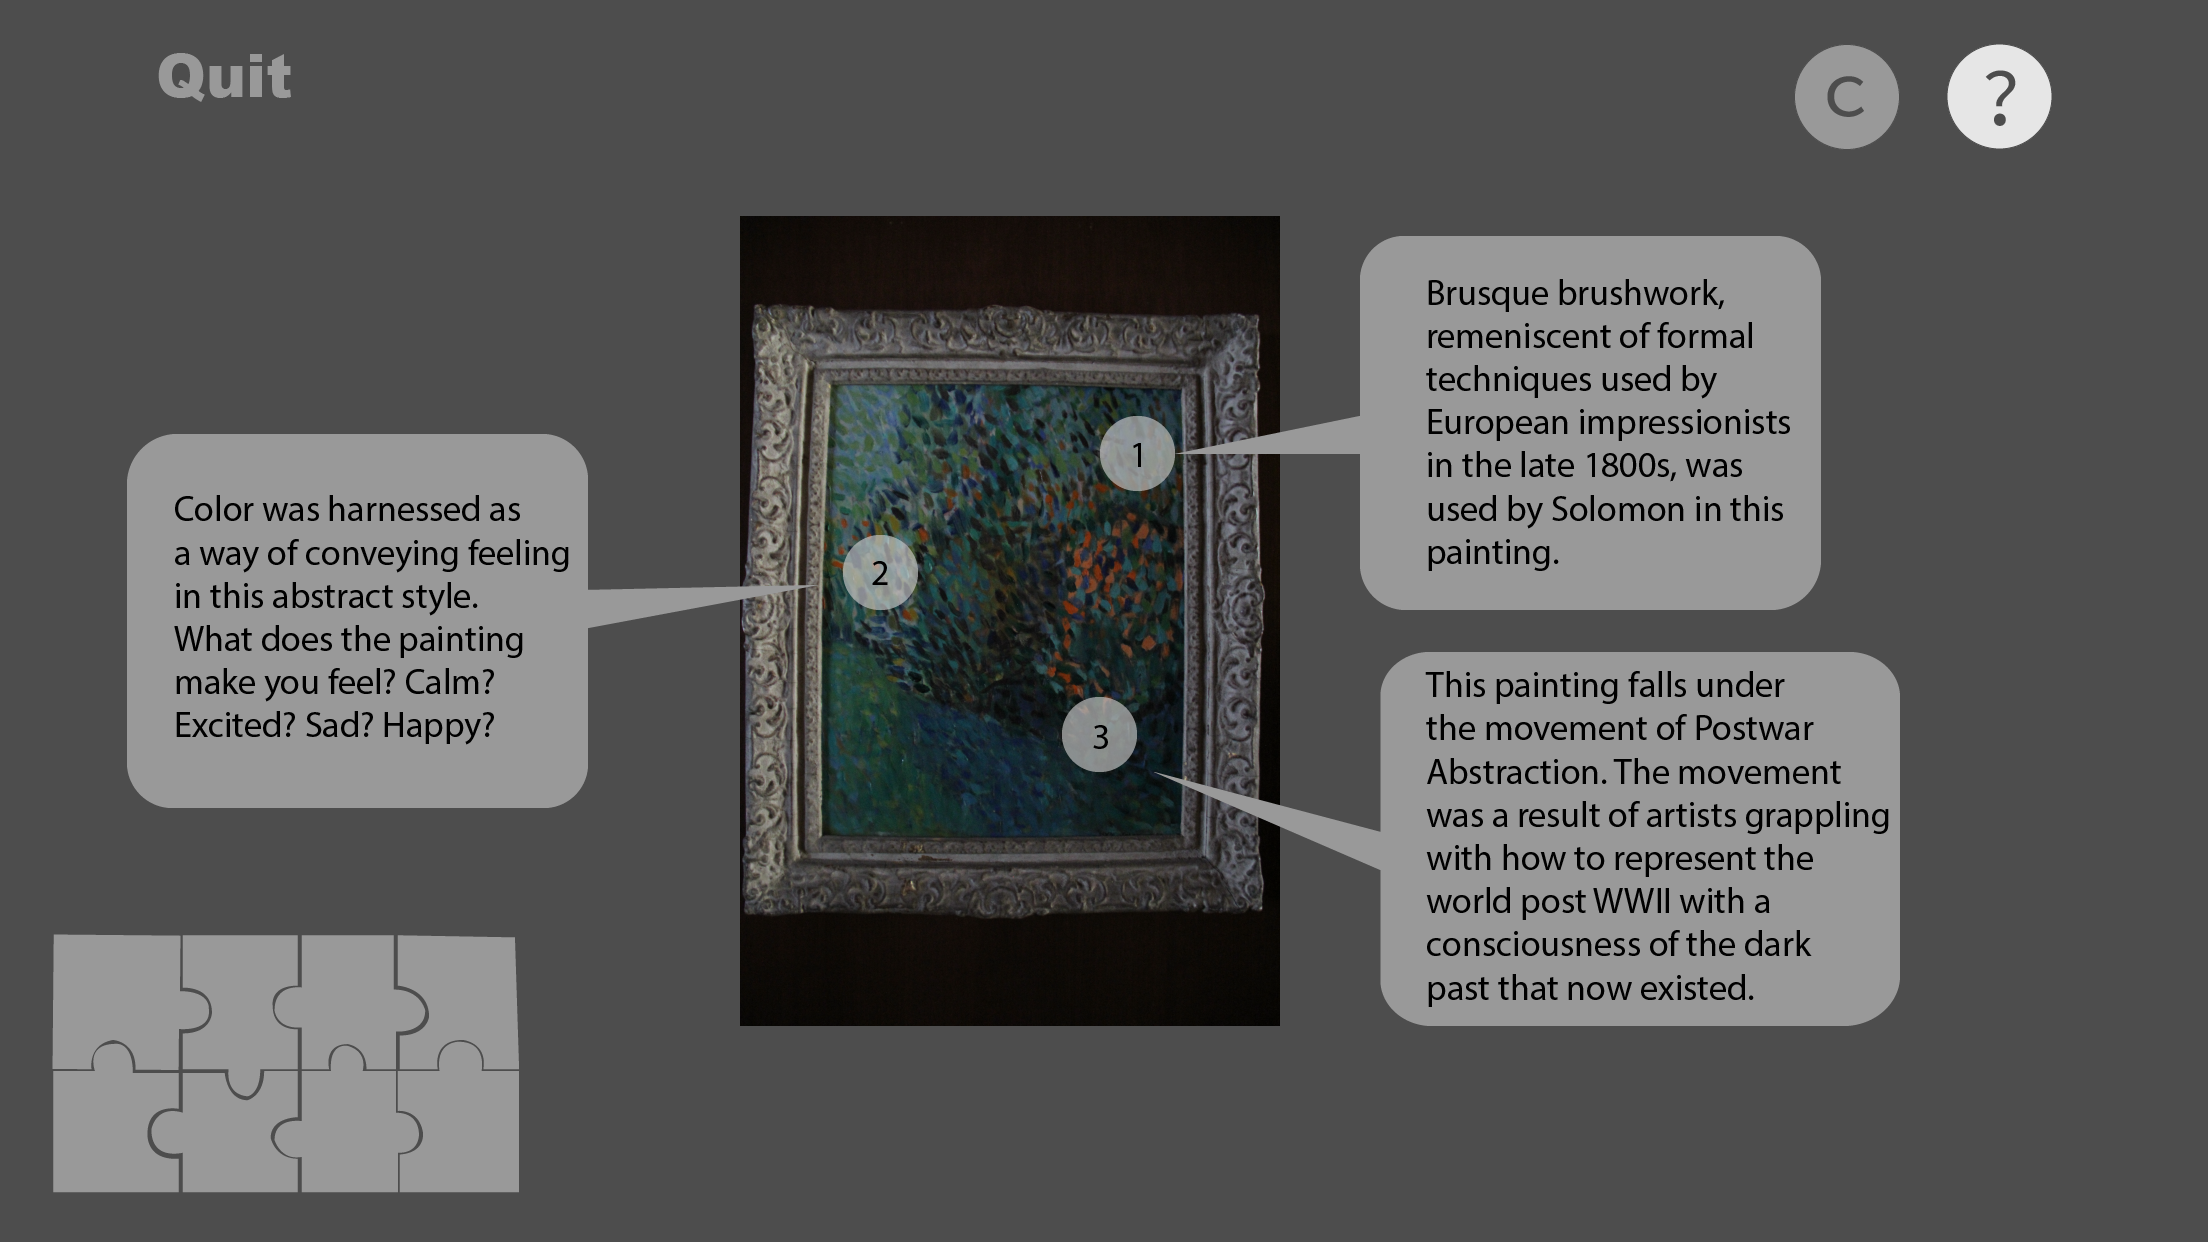 Quit
C
?
Brusque brushwork,
remeniscent of formal
techniques used by
European impressionists
in the late 1800s, was
used by Solomon in this
painting.
1
Color was harnessed as
a way of conveying feeling
in this abstract style.
What does the painting
make you feel? Calm?
Excited? Sad? Happy?
2
This painting falls under
the movement of Postwar
Abstraction. The movement
was a result of artists grappling
with how to represent the
world post WWII with a
consciousness of the dark
past that now existed.
3